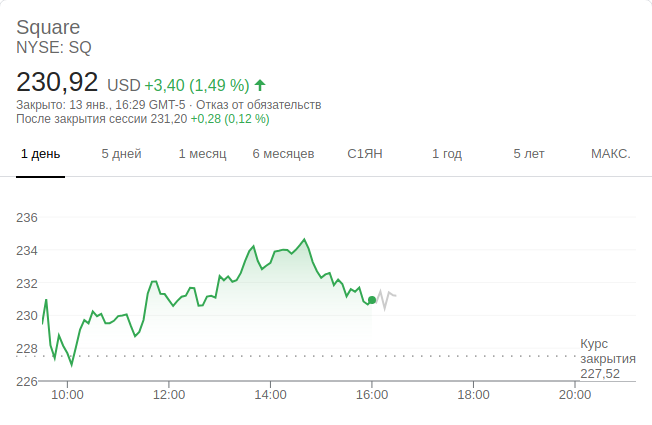 Square
NYSE: SQ
230,92 USD +3,40 (1,49 %)
Закрыто: 13 янв., 16:29 GMT-5 · Отказ от обязательств
После закрытия сессии 231,20 +0,28 (0,12 %)
1 день 5 дней 1 месяц 6 месяцев С1ЯН 1 год 5 лет МАКС.
236
234
232
230
228
226
Курс
закрытия
227,52
10:00 12:00 14:00 16:00 18:00 20:00